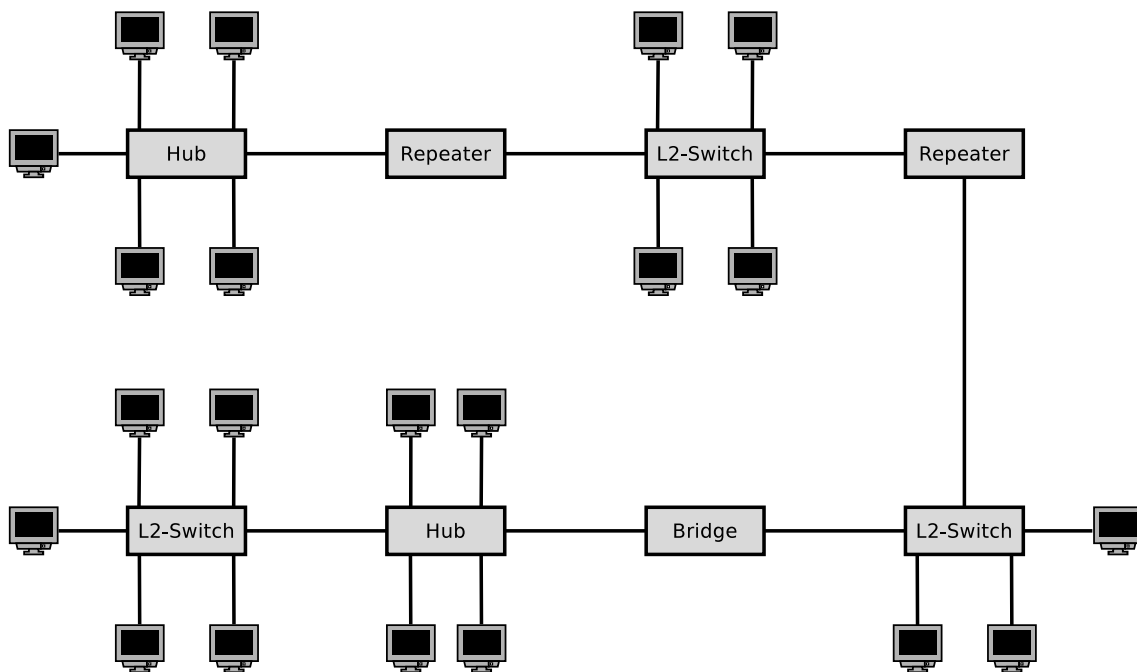 Hub
Repeater
L2-Switch
Repeater
L2-Switch
Hub
Bridge
L2-Switch